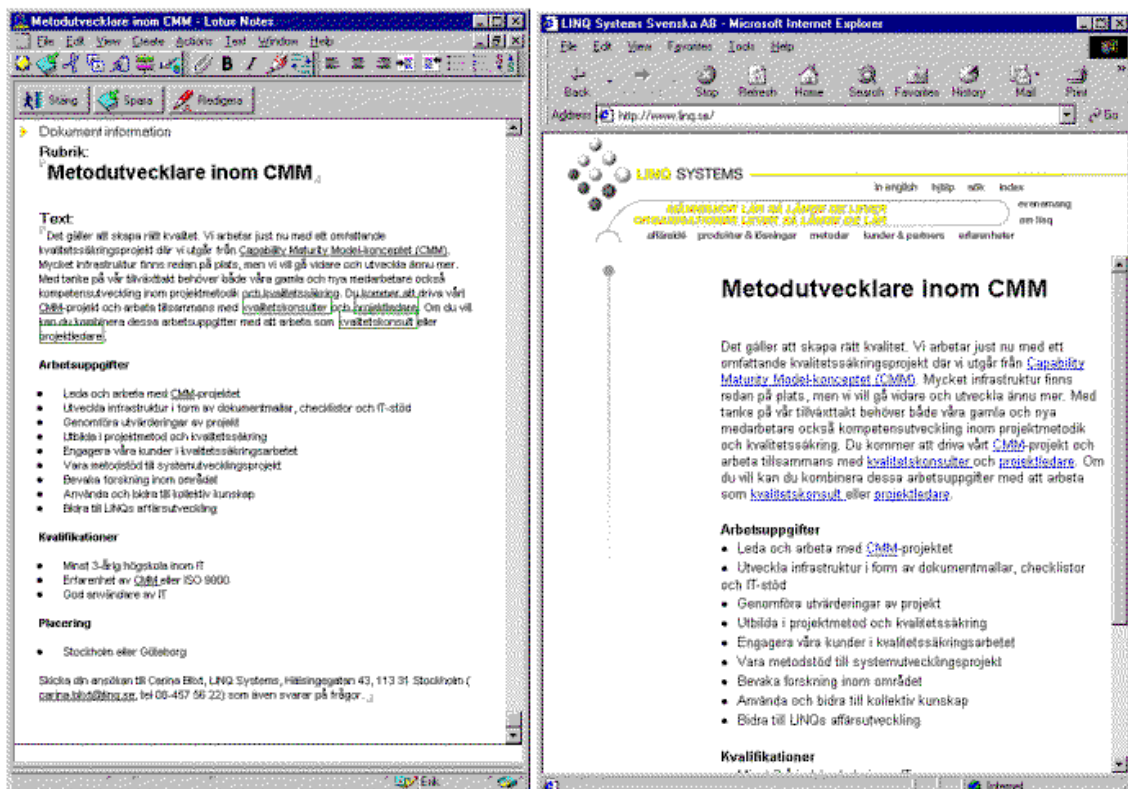 Metodutvecklare inom CMM - Lotus Notes
File Edit View Create Actions Text Window Help
B I
Stäng Spara Redigera
Dokument information
Rubrik:
Metodutvecklare inom CMM
Text:
Det gäller att skapa rätt kvalitet. Vi arbetar just nu med ett omfattande
kvalitetssäkringsprojekt där vi utgår från Capability Maturity Model-konceptet (CMM).
Mycket infrastruktur finns redan på plats, men vi vill gå vidare och utveckla ännu mer.
Med tanke på vår tillväxttakt behöver både våra gamla och nya medarbetare också
kompetensutveckling inom projektmetodik och kvalitetssäkring. Du kommer att driva vårt
CMM-projekt och arbeta tillsammans med kvalitetskonsulter och projektledare. Om du vill
kan du kombinera dessa arbetsuppgifter med att arbeta som kvalitetskonsult eller
projektledare.
Arbetsuppgifter
• Leda och arbeta med CMM-projektet
• Utveckla infrastruktur i form av dokumentmallar, checklistor och IT-stöd
• Genomföra utvärderingar av projekt
• Utbilda i projektmetod och kvalitetssäkring
• Engagera våra kunder i kvalitetssäkringsarbetet
• Vara metodstöd till systemutvecklingsprojekt
• Bevaka forskning inom området
• Använda och bidra till kollektiv kunskap
• Bidra till LINQs affärsutveckling
Kvalifikationer
• Minst 3-årig högskola inom IT
• Erfarenhet av CMM eller ISO 9000
• God användare av IT
Placering
• Stockholm eller Göteborg
Skicka din ansökan till Carina Blixt, LINQ Systems, Hälsingegatan 43, 113 31 Stockholm (
carina.blixt@linq.se, tel 08-457 56 22) som även svarar på frågor.
Erik
LINQ Systems Svenska AB - Microsoft Internet Explorer
File Edit View Favorites Tools Help
Back Stop Refresh Home Search Favorites History Mail Print
Address http://www.linq.se/ Go
LINQ SYSTEMS
in english hjälp sök index
evenemang
om linq
affärsidé produkter & lösningar metoder kunder & partners erfarenheter
Metodutvecklare inom CMM
Det gäller att skapa rätt kvalitet. Vi arbetar just nu med ett
omfattande kvalitetssäkringsprojekt där vi utgår från Capability
Maturity Model-konceptet (CMM). Mycket infrastruktur finns
redan på plats, men vi vill gå vidare och utveckla ännu mer. Med
tanke på vår tillväxttakt behöver både våra gamla och nya
medarbetare också kompetensutveckling inom projektmetodik
och kvalitetssäkring. Du kommer att driva vårt CMM-projekt och
arbeta tillsammans med kvalitetskonsulter och projektledare. Om
du vill kan du kombinera dessa arbetsuppgifter med att arbeta
som kvalitetskonsult eller projektledare.
Arbetsuppgifter
• Leda och arbeta med CMM-projektet
• Utveckla infrastruktur i form av dokumentmallar, checklistor
och IT-stöd
• Genomföra utvärderingar av projekt
• Utbilda i projektmetod och kvalitetssäkring
• Engagera våra kunder i kvalitetssäkringsarbetet
• Vara metodstöd till systemutvecklingsprojekt
• Bevaka forskning inom området
• Använda och bidra till kollektiv kunskap
• Bidra till LINQs affärsutveckling
Kvalifikationer
Internet